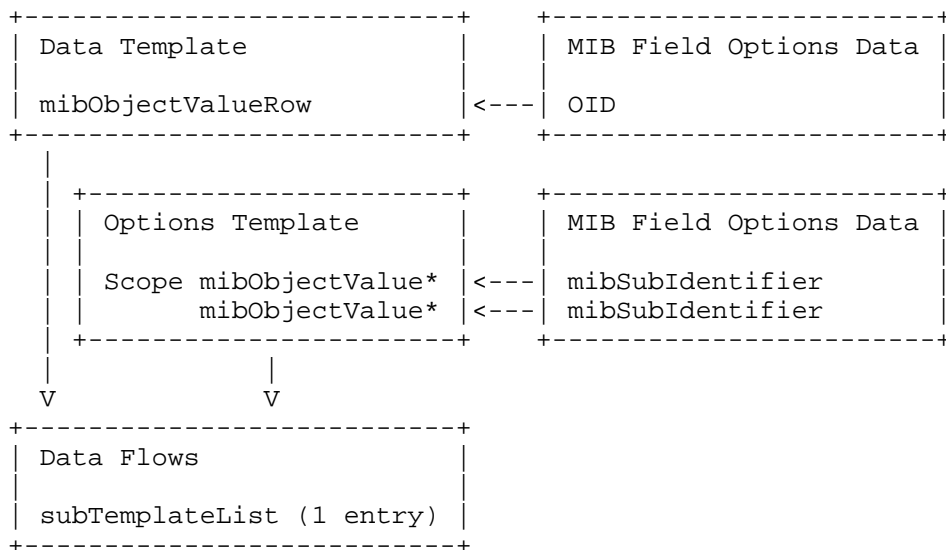 Data Template MIB Field Options Data
mibObjectValueRow <---| OID
Options Template MIB Field Options Data
Scope mibObjectValue* <---| mibSubIdentifier
mibObjectValue* <---| mibSubIdentifier
V V
Data Flows
subTemplateList (1 entry)